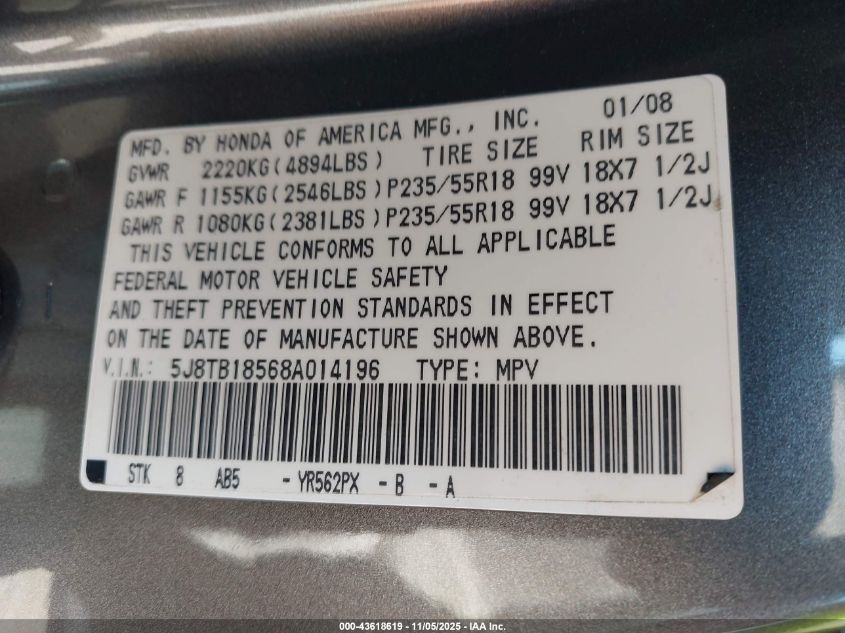 MFD. BY HONDA OF AMERICA MFG., INC. 01/08
GVWR 2220KG(4894LBS) TIRE SIZE RIM SIZE
GAWR F 1155KG(2546LBS)P235/55R18 99V 18X7 1/2J
GAWR R 1080KG(2381LBS)P235/55R18 99V 18X7 1/2J
THIS VEHICLE CONFORMS TO ALL APPLICABLE
FEDERAL MOTOR VEHICLE SAFETY
AND THEFT PREVENTION STANDARDS IN EFFECT
ON THE DATE OF MANUFACTURE SHOWN ABOVE.
V.I.N.: 5J8TB18568A014196 TYPE: MPV
STK 8 AB5 - YR562PX - B - A
000-43618619 - 11/05/2025 - IAA Inc.